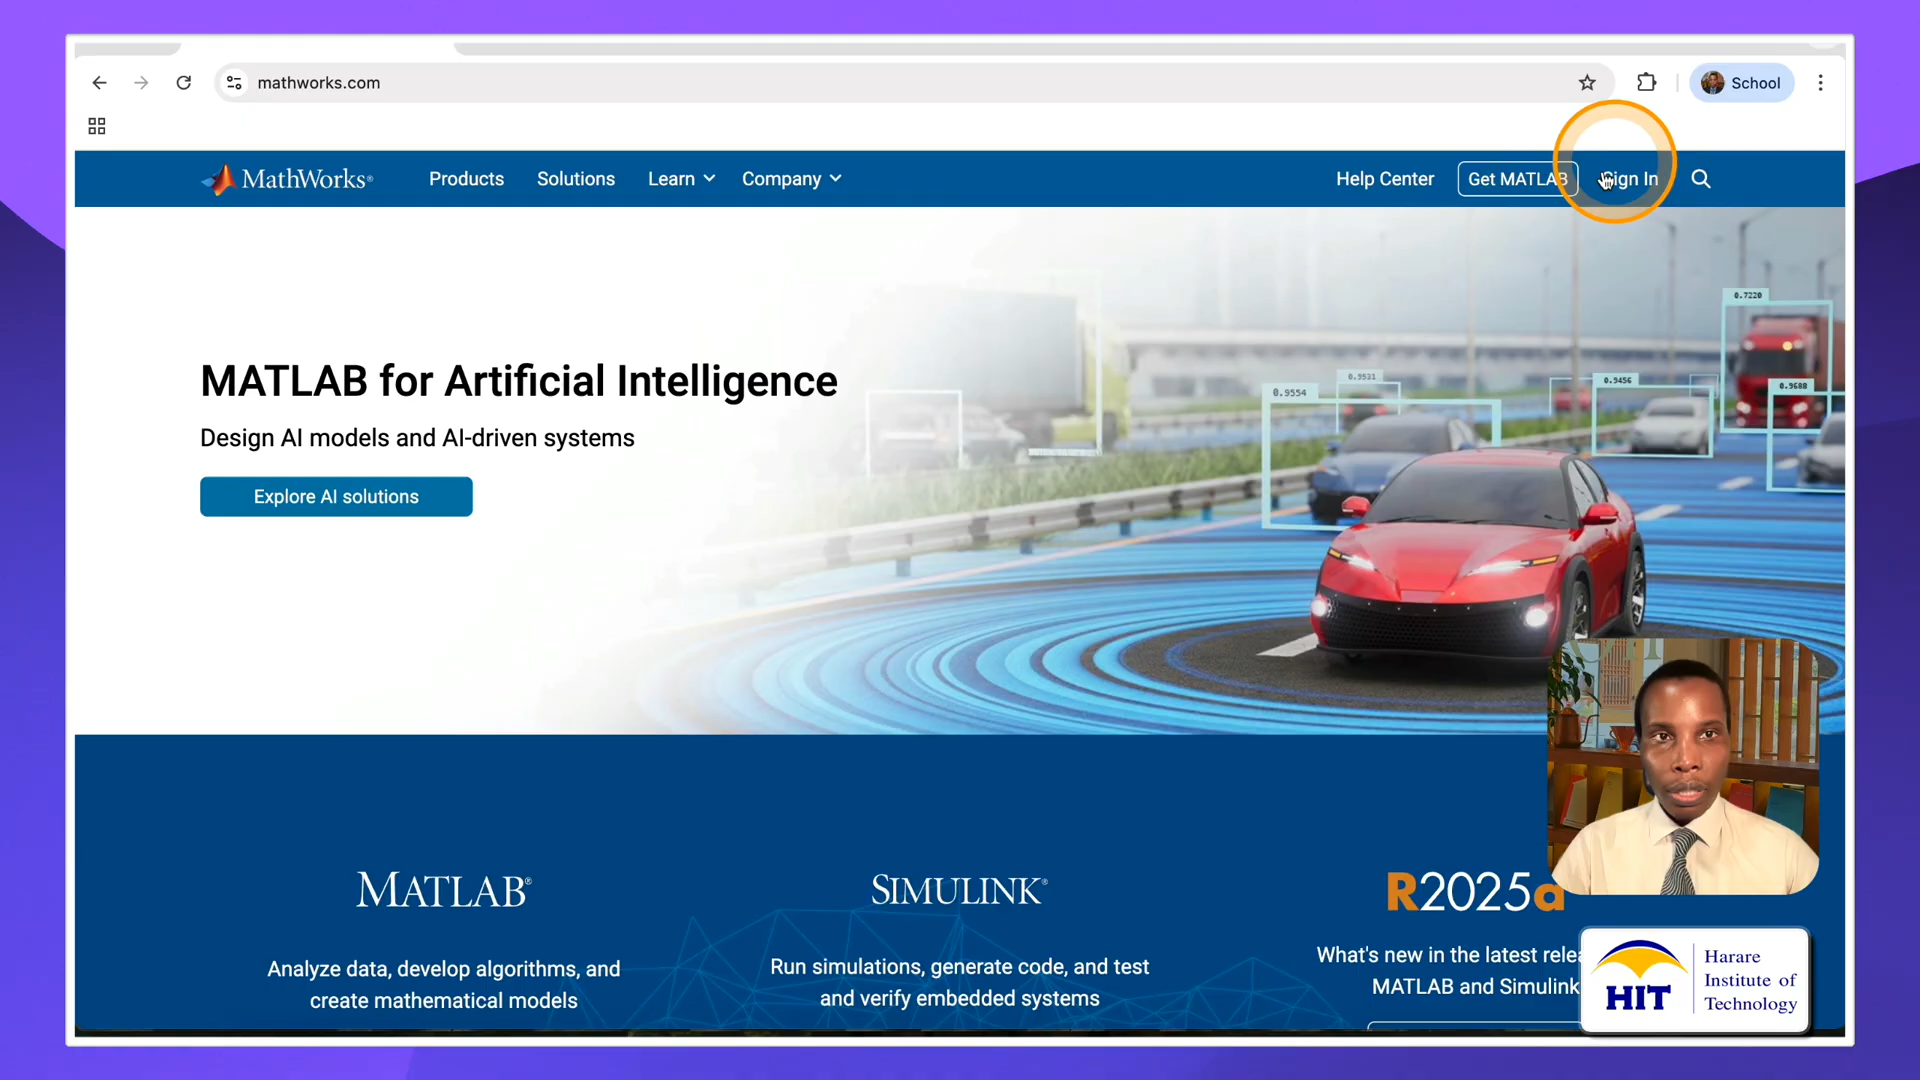 mathworks.com
School
MathWorks®
Products
Solutions
Learn
Company
Help Center
Get MATLAB
Sign In
0.7220
0.9531
0.9554
0.9456
0.9688
MATLAB for Artificial Intelligence
Design AI models and AI-driven systems
Explore AI solutions
MATLAB®
SIMULINK®
R2025a
Analyze data, develop algorithms, and
create mathematical models
Run simulations, generate code, and test
and verify embedded systems
What's new in the latest relea
MATLAB and Simulink
HIT
Harare
Institute of
Technology